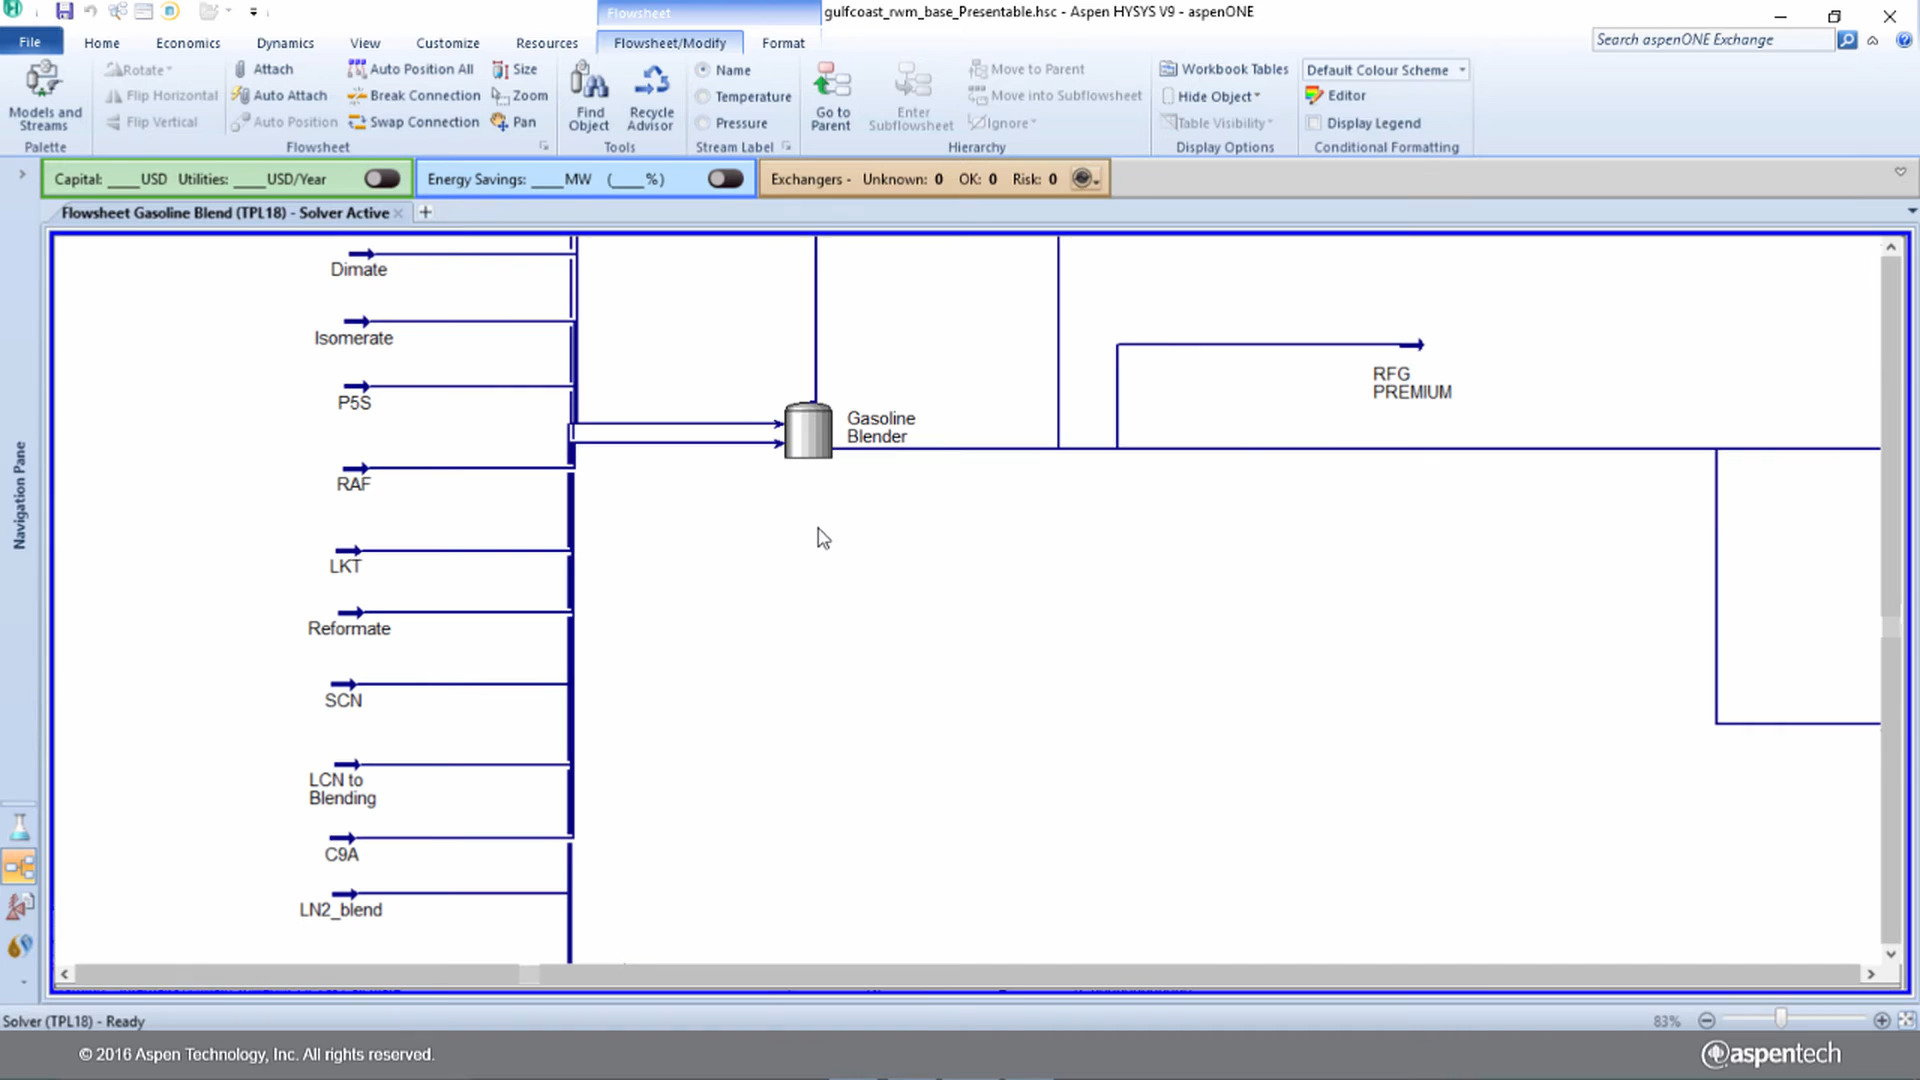 Flowsheet
gulfcoast_rwm_base_Presentable.hsc - Aspen HYSYS V9 - aspenONE
File Home Economics Dynamics View Customize Resources Flowsheet/Modify Format
Search aspenONE Exchange
Models and Streams
Palette
Rotate
Flip Horizontal
Flip Vertical
Attach
Auto Attach
Auto Position
Auto Position All
Break Connection
Swap Connection
Size
Zoom
Pan
Flowsheet
Find Object
Recycle Advisor
Tools
Name
Temperature
Pressure
Stream Label
Go to Parent
Enter Subflowsheet
Move to Parent
Move into Subflowsheet
Ignore
Hierarchy
Workbook Tables
Hide Object
Table Visibility
Display Options
Default Colour Scheme
Editor
Display Legend
Conditional Formatting
Capital: ____USD Utilities: ____USD/Year
Energy Savings: ____MW (____%)
Exchangers - Unknown: 0 OK: 0 Risk: 0
Flowsheet Gasoline Blend (TPL18) - Solver Active
Navigation Pane
Dimate
Isomerate
P5S
RAF
LKT
Reformate
SCN
LCN to
Blending
C9A
LN2_blend
Gasoline
Blender
RFG
PREMIUM
Solver (TPL18) - Ready
83%
© 2016 Aspen Technology, Inc. All rights reserved.
aspentech